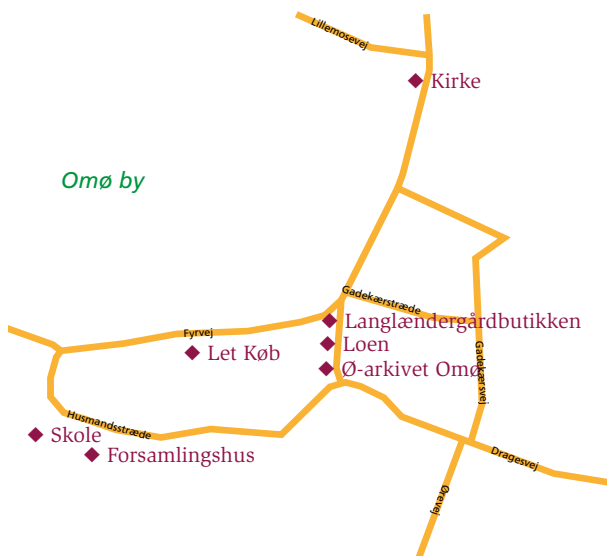 Lillemosevej
Kirke
Omø by
Gadekærstræde
Langlændergårdbutikken
Fyrvej
Loen
Let Køb
Ø-arkivet Omø
Gadekærsvej
Husmandsstræde
Skole
Forsamlingshus
Dragesvej
Ørevej